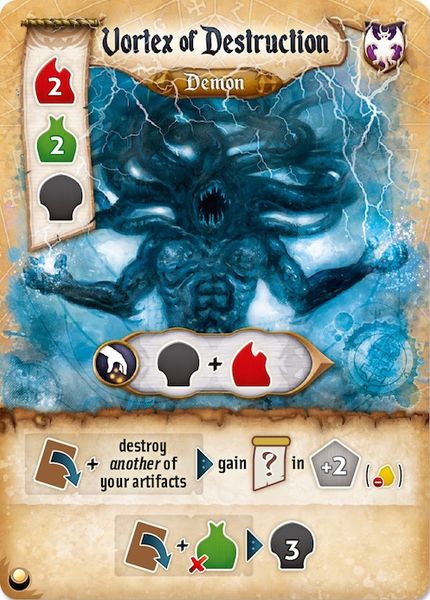 Vortex of Destruction
Demon
2
2
+
+ destroy
another of
your artifacts
gain ? in +2 ( )
+ 3